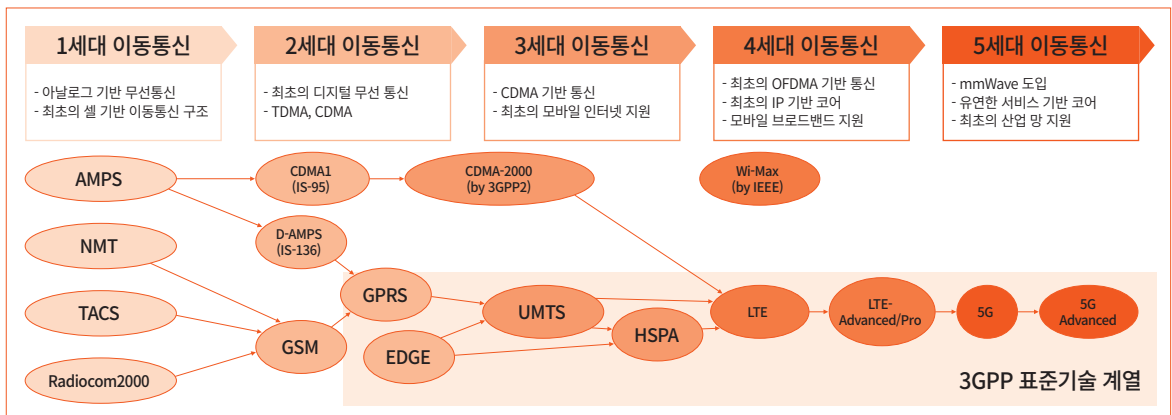 1세대 이동통신
- 아날로그 기반 무선통신
- 최초의 셀 기반 이동통신 구조
2세대 이동통신
- 최초의 디지털 무선 통신
- TDMA, CDMA
3세대 이동통신
- CDMA 기반 통신
- 최초의 모바일 인터넷 지원
4세대 이동통신
- 최초의 OFDMA 기반 통신
- 최초의 IP 기반 코어
- 모바일 브로드밴드 지원
5세대 이동통신
- mmWave 도입
- 유연한 서비스 기반 코어
- 최초의 산업 망 지원
AMPS
CDMA1
(IS-95)
CDMA-2000
(by 3GPP2)
Wi-Max
(by IEEE)
D-AMPS
(IS-136)
NMT
GPRS
TACS
UMTS
LTE
LTE-
Advanced/Pro
5G
5G
Advanced
GSM
HSPA
EDGE
Radiocom2000
3GPP 표준기술 계열